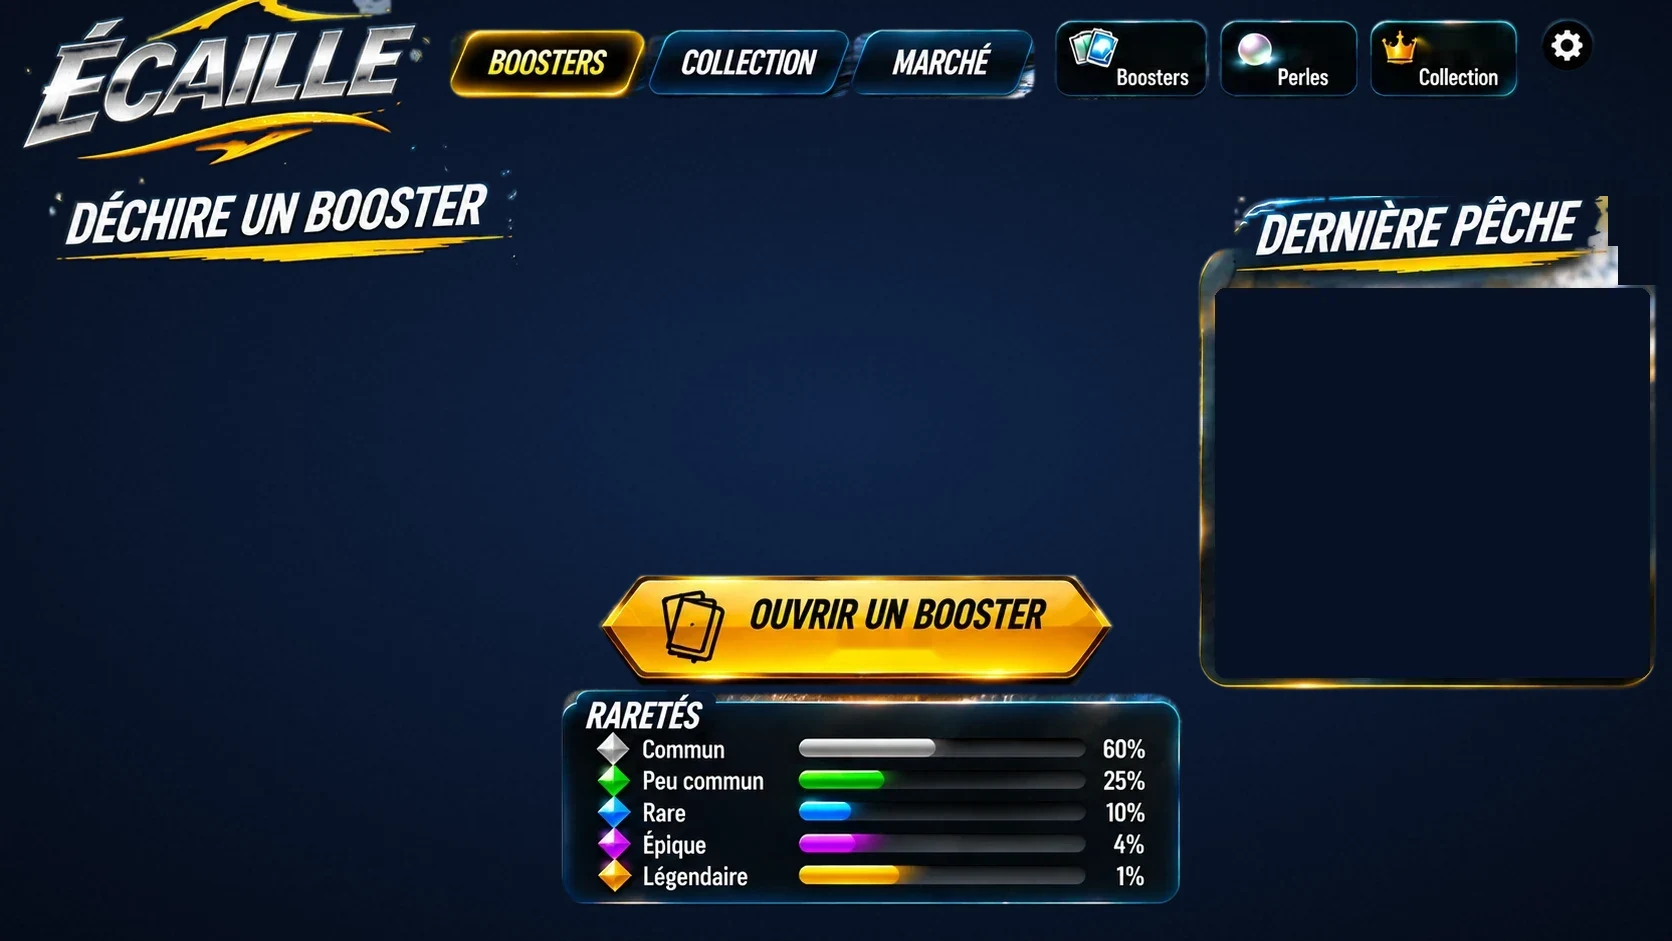 ÉCAILLE
BOOSTERS
COLLECTION
MARCHÉ
Boosters
Perles
Collection
DÉCHIRE UN BOOSTER
DERNIÈRE PÊCHE
OUVRIR UN BOOSTER
RARETÉS
Commun 60%
Peu commun 25%
Rare 10%
Épique 4%
Légendaire 1%